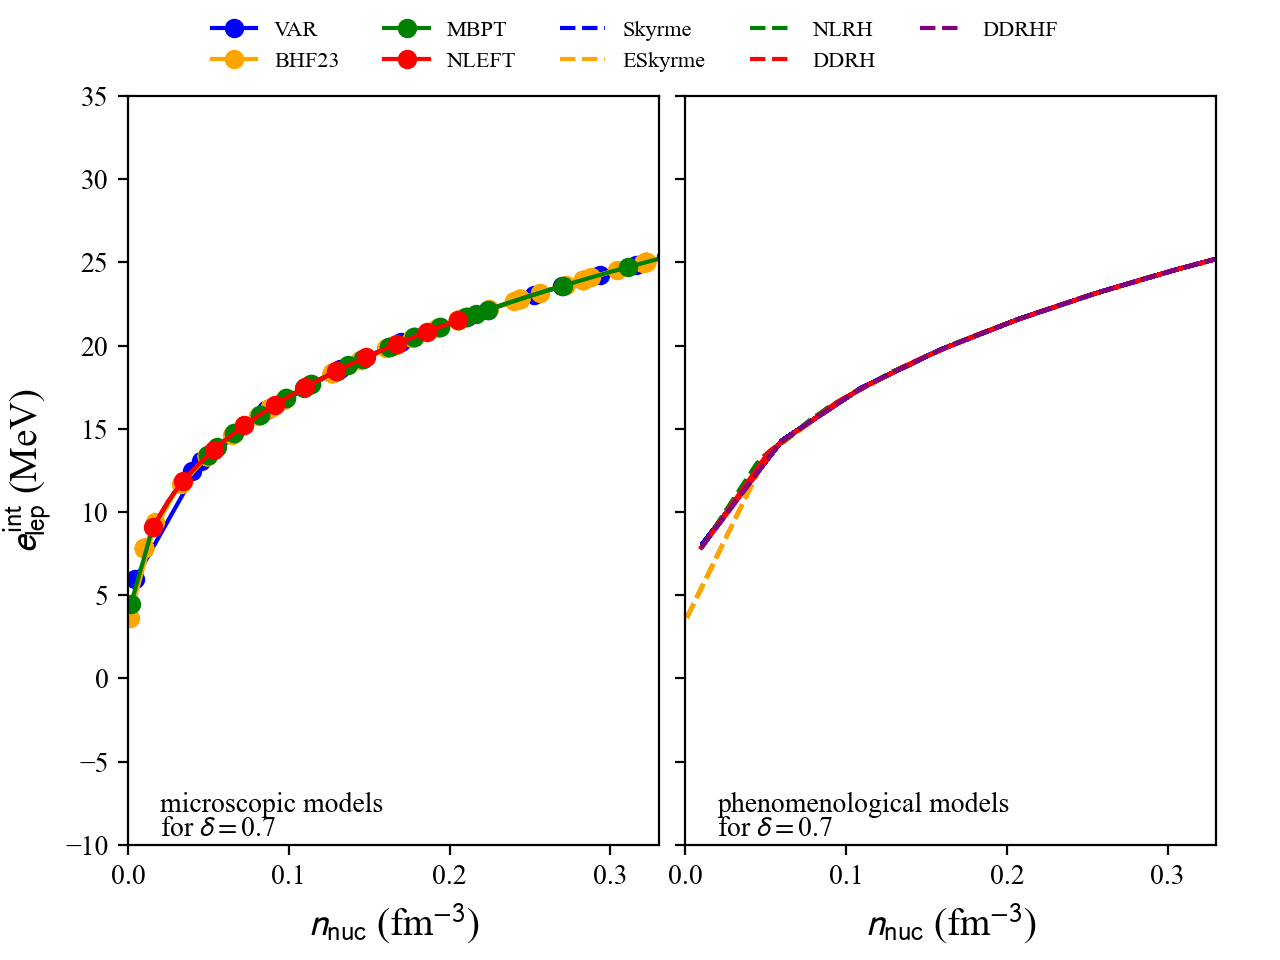 VAR MBPT Skyrme NLRH DDRHF
BHF23 NLEFT ESkyrme DDRH
35
30
25
20
15
10
5
0
−5
−10
e_lep^int (MeV)
microscopic models
for δ = 0.7
phenomenological models
for δ = 0.7
0.0 0.1 0.2 0.3
0.0 0.1 0.2 0.3
n_nuc (fm⁻³)
n_nuc (fm⁻³)